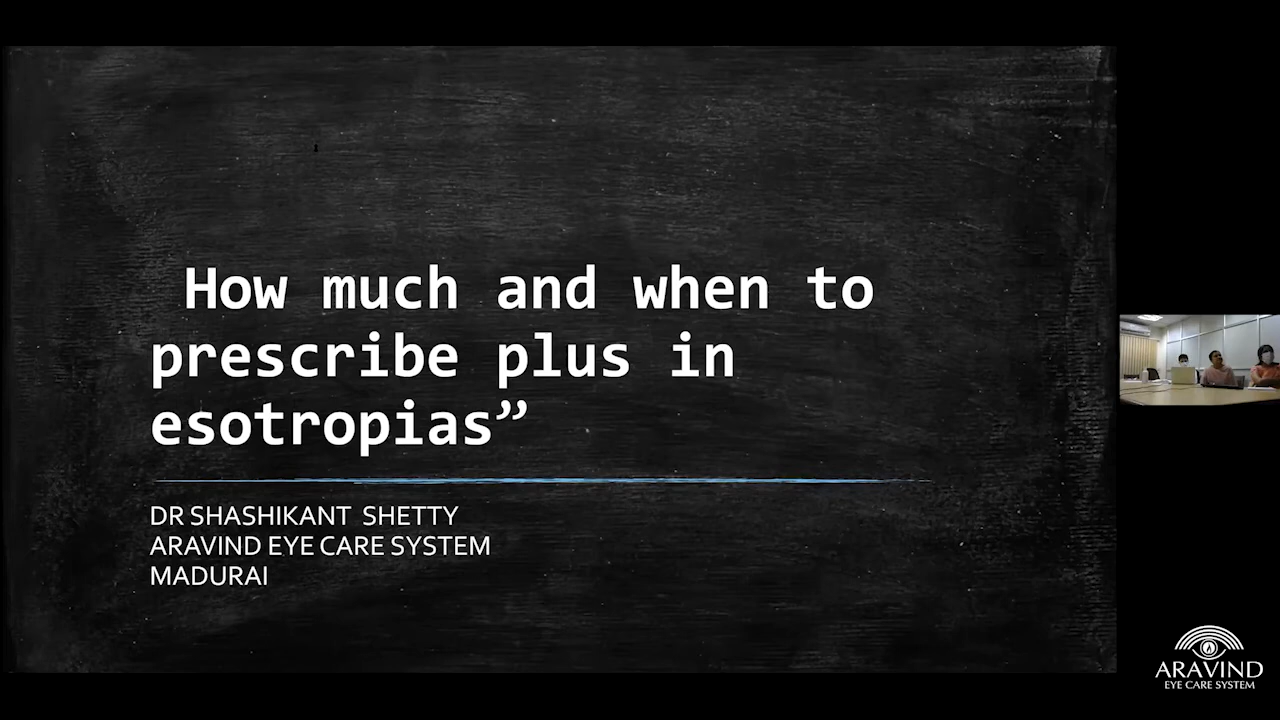 How much and when to
prescribe plus in
esotropias”
DR SHASHIKANT SHETTY
ARAVIND EYE CARE SYSTEM
MADURAI
ARAVIND
EYE CARE SYSTEM